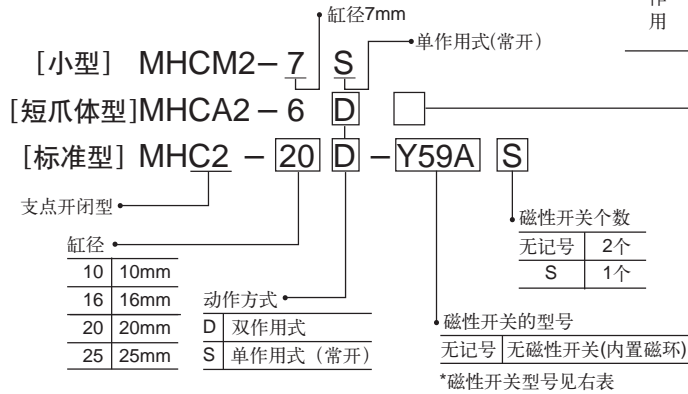 作
用
缸径7mm
单作用式(常开)
[小型] MHCM2－7 S
[短爪体型]MHCA2－6 D
[标准型] MHC2 － 20 D－Y59A S
支点开闭型
磁性开关个数
无记号 2个
S 1个
缸径
10 10mm
16 16mm
20 20mm
25 25mm
动作方式
D 双作用式
S 单作用式（常开）
磁性开关的型号
无记号 无磁性开关(内置磁环)
*磁性开关型号见右表